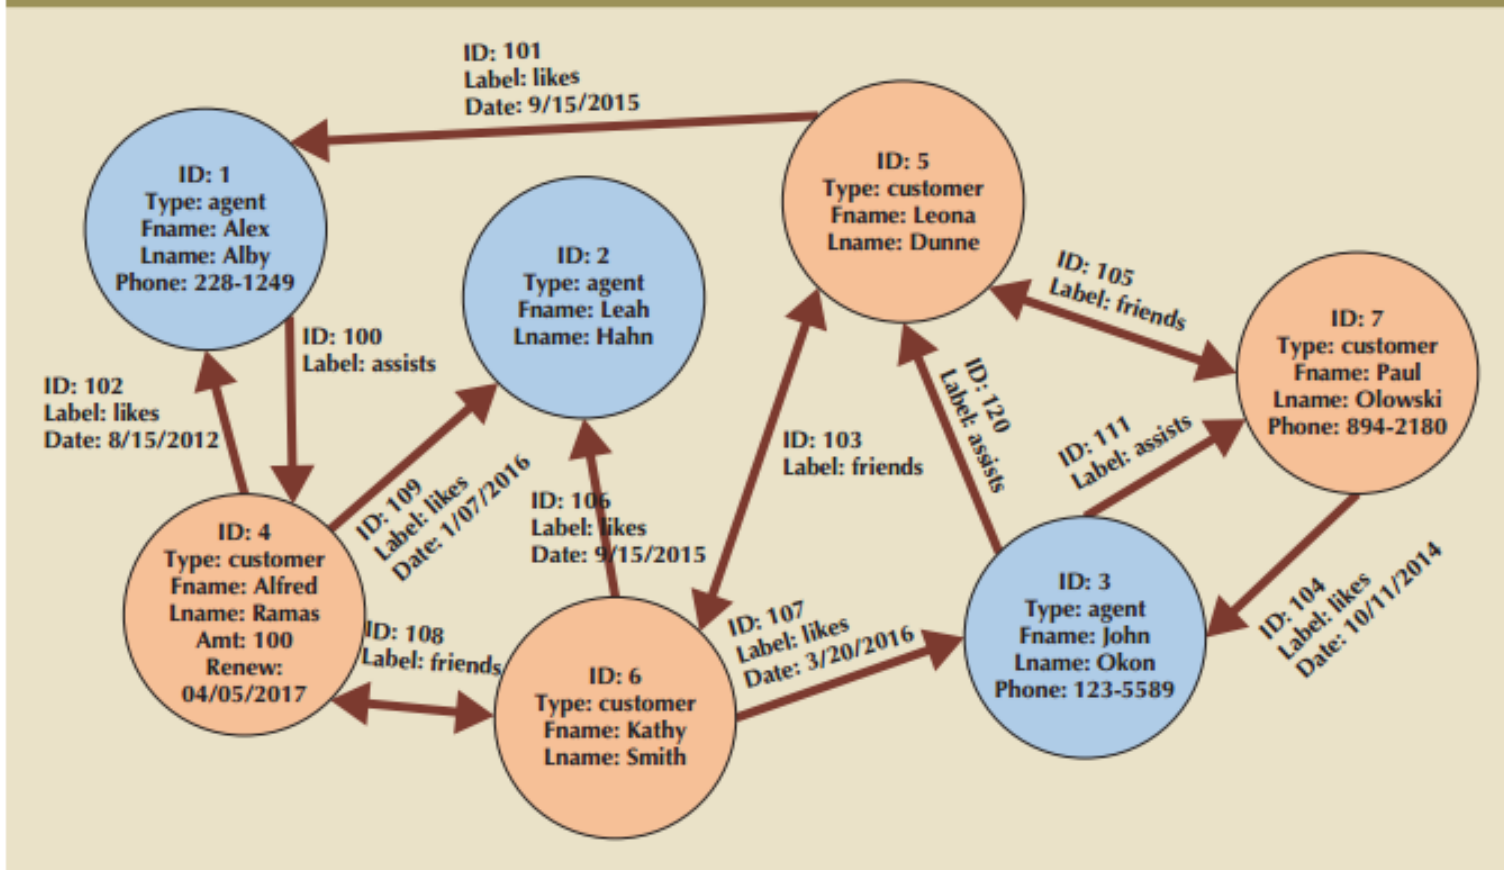 ID: 101
Label: likes
Date: 9/15/2015
ID: 1
Type: agent
Fname: Alex
Lname: Alby
Phone: 228-1249
ID: 2
Type: agent
Fname: Leah
Lname: Hahn
ID: 5
Type: customer
Fname: Leona
Lname: Dunne
ID: 105
Label: friends
ID: 7
Type: customer
Fname: Paul
Lname: Olowski
Phone: 894-2180
ID: 100
Label: assists
ID: 102
Label: likes
Date: 8/15/2012
ID: 109
Label: likes
Date: 1/07/2016
ID: 106
Label: likes
Date: 9/15/2015
ID: 103
Label: friends
ID: 120
Label: assists
ID: 111
Label: assists
ID: 4
Type: customer
Fname: Alfred
Lname: Ramas
Amt: 100
Renew:
04/05/2017
ID: 108
Label: friends
ID: 6
Type: customer
Fname: Kathy
Lname: Smith
ID: 107
Label: likes
Date: 3/20/2016
ID: 3
Type: agent
Fname: John
Lname: Okon
Phone: 123-5589
ID: 104
Label: likes
Date: 10/11/2014